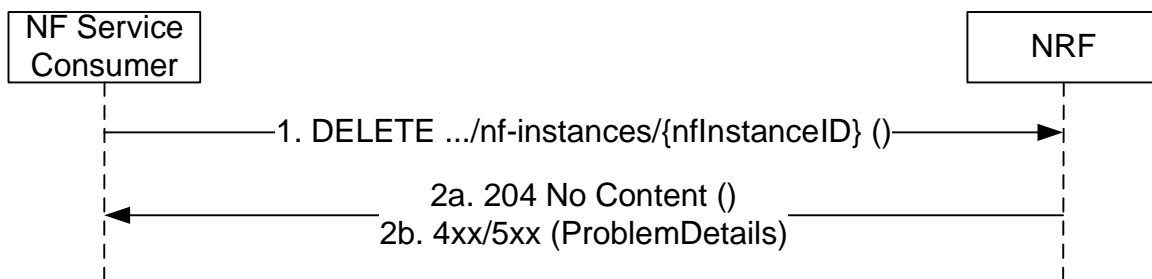 NF Service
Consumer
NRF
1. DELETE .../nf-instances/{nfInstanceID} ()
2a. 204 No Content ()
2b. 4xx/5xx (ProblemDetails)